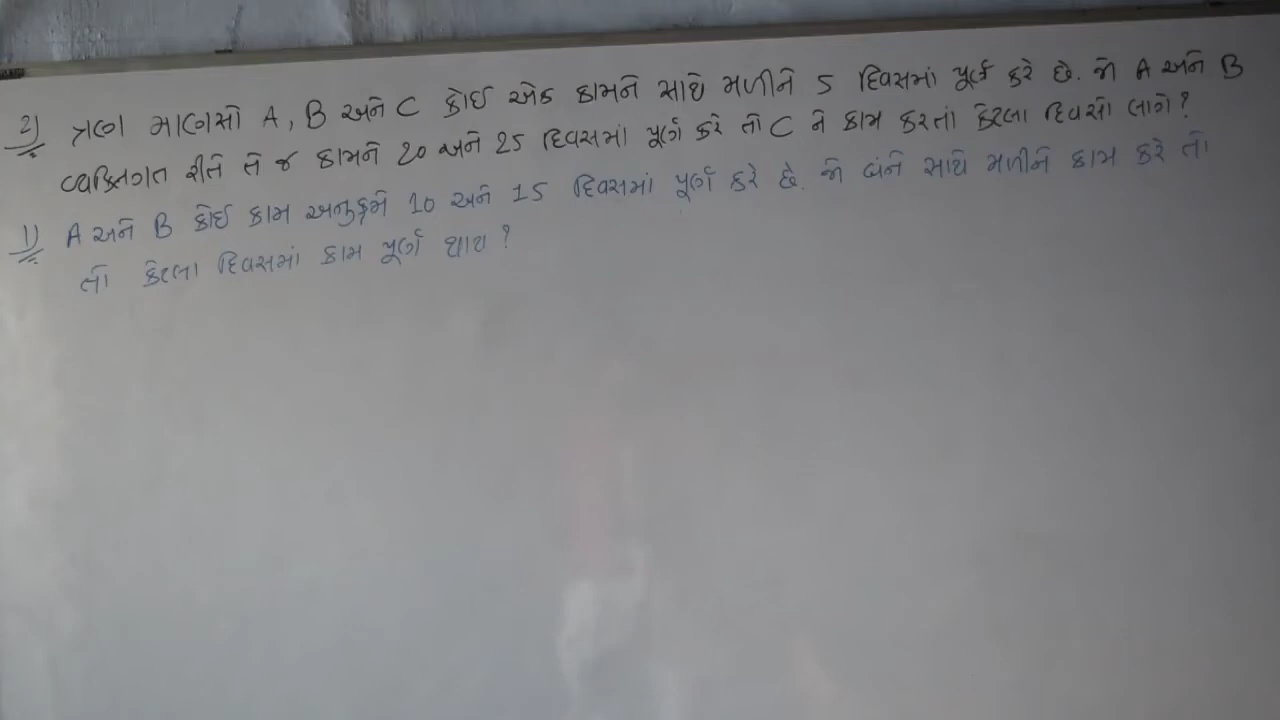 2) ત્રણ માણસો A, B અને C કોઈ એક કામને સાથે મળીને 5 દિવસમાં પૂર્ણ કરે છે. જો A અને B
વ્યક્તિગત રીતે તે જ કામને 20 અને 25 દિવસમાં પૂર્ણ કરે તો C ને કામ કરતાં કેટલા દિવસો લાગે?
1) A અને B કોઈ કામ અનુક્રમે 10 અને 15 દિવસમાં પૂર્ણ કરે છે. જો બંને સાથે મળીને કામ કરે તો
તો કેટલા દિવસમાં કામ પૂર્ણ થાય?